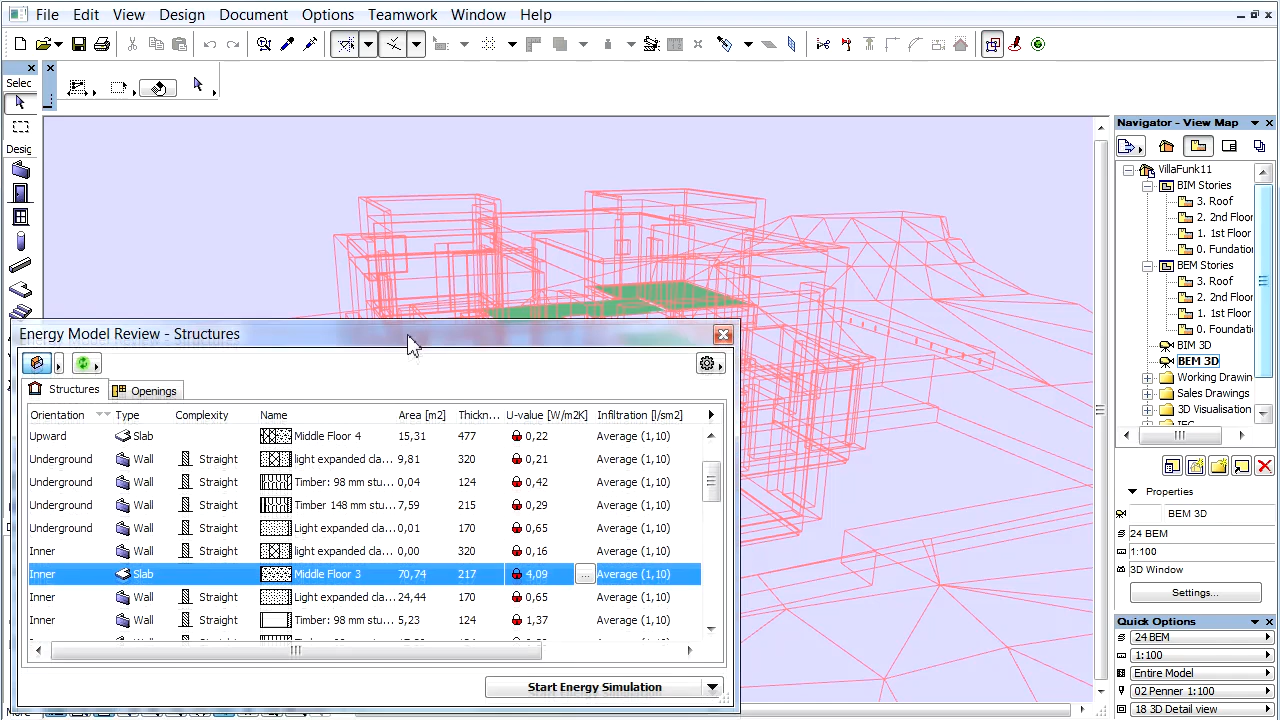 File Edit View Design Document Options Teamwork Window Help
Selec
Desig
Navigator - View Map
VillaFunk11
BIM Stories
3. Roof
2. 2nd Floor
1. 1st Floor
0. Fundation
BEM Stories
3. Roof
2. 2nd Floor
1. 1st Floor
0. Foundatio
BIM 3D
BEM 3D
Working Drawin
Sales Drawings
3D Visualisation
Properties
BEM 3D
24 BEM
1:100
3D Window
Settings...
Quick Options
24 BEM
1:100
Entire Model
02 Penner 1:100
18 3D Detail view
Energy Model Review - Structures
Structures Openings
Orientation Type Complexity Name Area [m2] Thickn... U-value [W/m2K] Infiltration [l/sm2]
Upward Slab Middle Floor 4 15,31 477 0,22 Average (1,10)
Underground Wall Straight light expanded cla... 9,81 320 0,21 Average (1,10)
Underground Wall Straight Timber: 98 mm stu... 0,04 124 0,42 Average (1,10)
Underground Wall Straight Timber 148 mm stu... 7,59 215 0,29 Average (1,10)
Underground Wall Straight Light expanded cla... 0,01 170 0,65 Average (1,10)
Inner Wall Straight light expanded cla... 0,00 320 0,16 Average (1,10)
Inner Slab Middle Floor 3 70,74 217 4,09 ... Average (1,10)
Inner Wall Straight Light expanded cla... 24,44 170 0,65 Average (1,10)
Inner Wall Straight Timber: 98 mm stu... 5,23 124 1,37 Average (1,10)
Start Energy Simulation